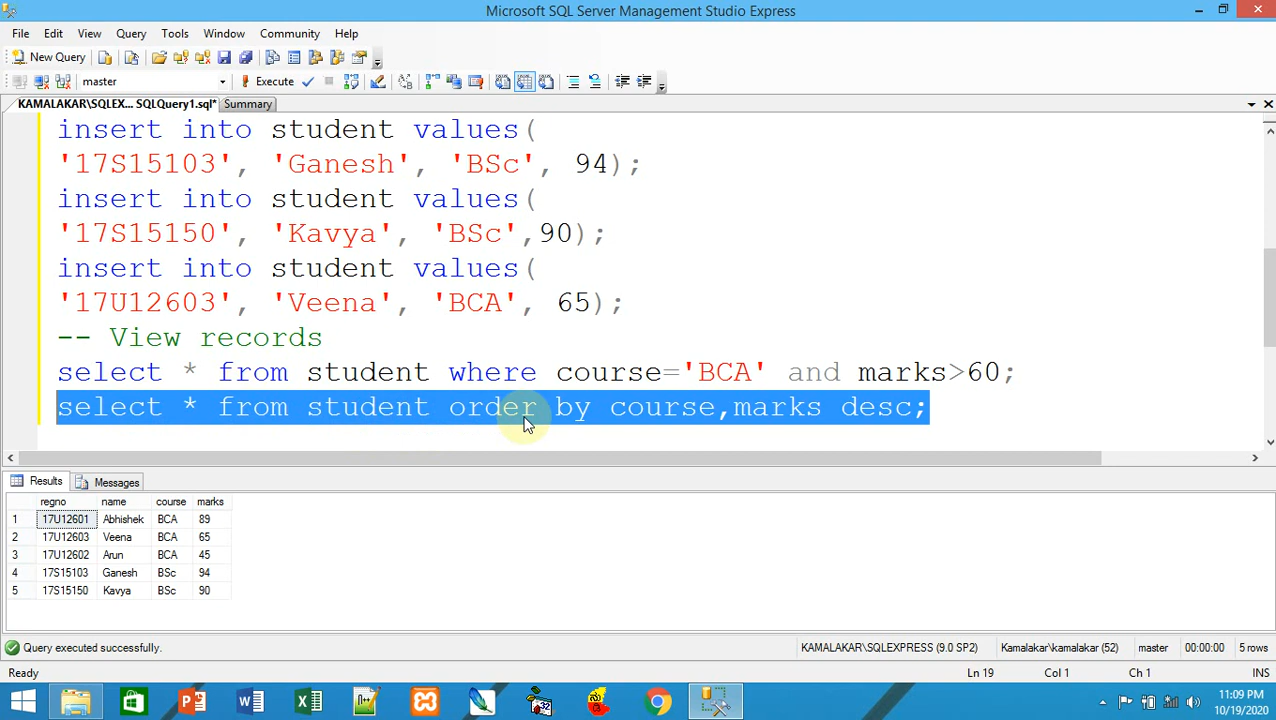 Microsoft SQL Server Management Studio Express
File Edit View Query Tools Window Community Help
New Query
master Execute
KAMALAKAR\SQLEX... SQLQuery1.sql* Summary
insert into student values(
'17S15103', 'Ganesh', 'BSc', 94);
insert into student values(
'17S15150', 'Kavya', 'BSc',90);
insert into student values(
'17U12603', 'Veena', 'BCA', 65);
-- View records
select * from student where course='BCA' and marks>60;
select * from student order by course,marks desc;
Results Messages
regno name course marks
1 17U12601 Abhishek BCA 89
2 17U12603 Veena BCA 65
3 17U12602 Arun BCA 45
4 17S15103 Ganesh BSc 94
5 17S15150 Kavya BSc 90
Query executed successfully. KAMALAKAR\SQLEXPRESS (9.0 SP2) Kamalakar\kamalakar (52) master 00:00:00 5 rows
Ready Ln 19 Col 1 Ch 1 INS
11:09 PM
10/19/2020